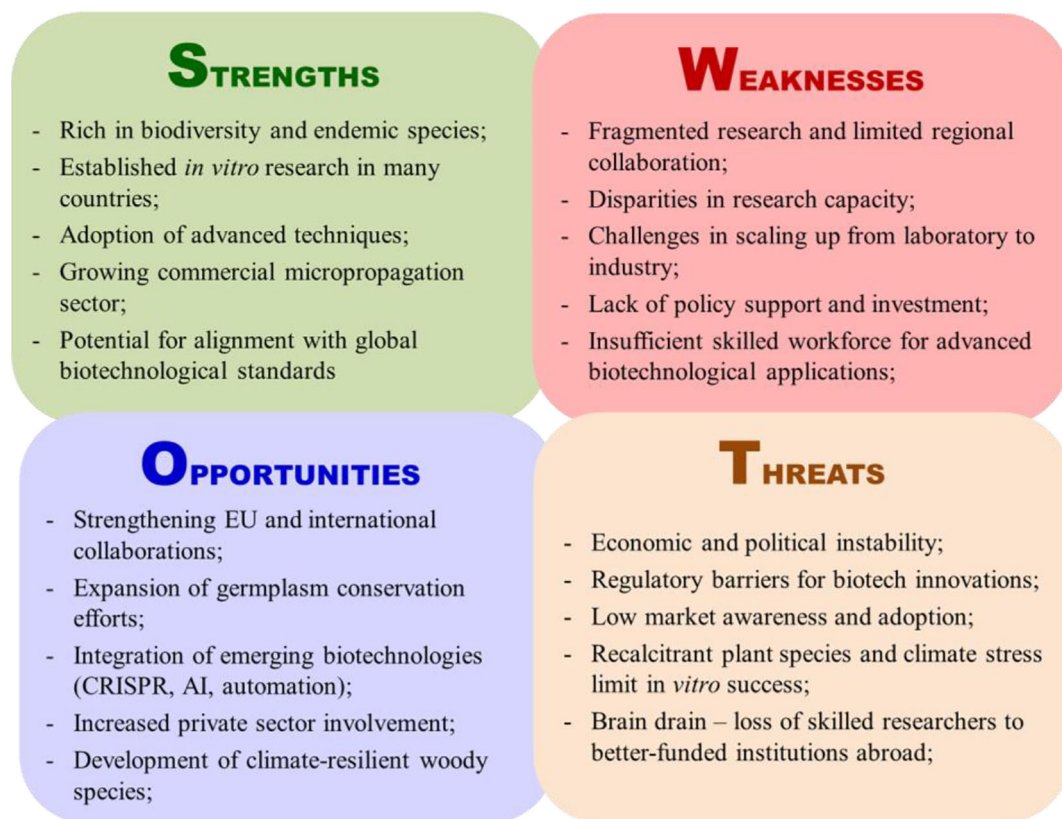 STRENGTHS
- Rich in biodiversity and endemic species;
- Established in vitro research in many
countries;
- Adoption of advanced techniques;
- Growing commercial micropropagation
sector;
- Potential for alignment with global
biotechnological standards
WEAKNESSES
- Fragmented research and limited regional
collaboration;
- Disparities in research capacity;
- Challenges in scaling up from laboratory to
industry;
- Lack of policy support and investment;
- Insufficient skilled workforce for advanced
biotechnological applications;
OPPORTUNITIES
- Strengthening EU and international
collaborations;
- Expansion of germplasm conservation
efforts;
- Integration of emerging biotechnologies
(CRISPR, AI, automation);
- Increased private sector involvement;
- Development of climate-resilient woody
species;
THREATS
- Economic and political instability;
- Regulatory barriers for biotech innovations;
- Low market awareness and adoption;
- Recalcitrant plant species and climate stress
limit in vitro success;
- Brain drain – loss of skilled researchers to
better-funded institutions abroad;